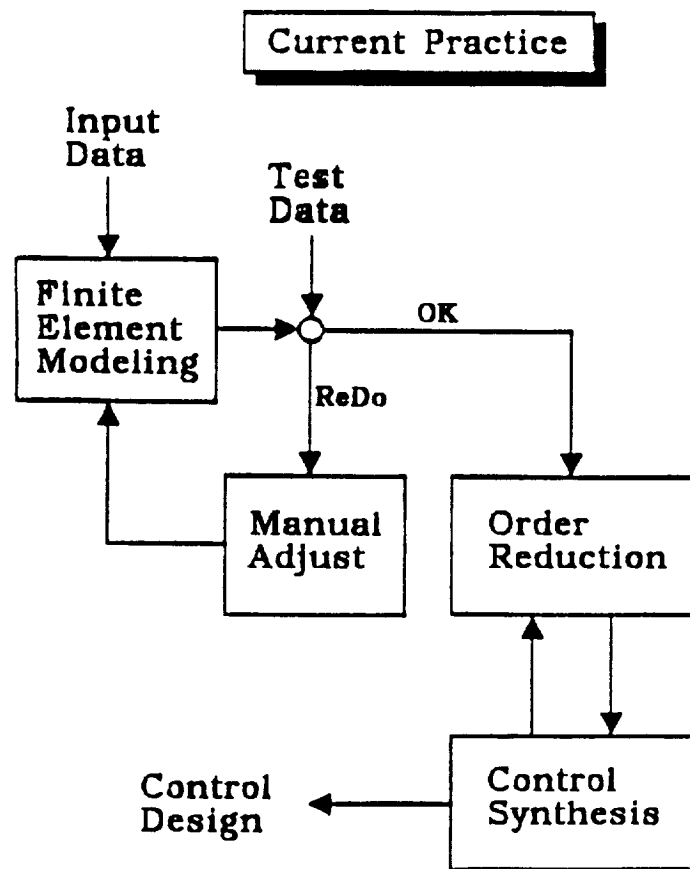 Current Practice
Input
Data
Test
Data
Finite
Element
Modeling
OK
ReDo
Manual
Adjust
Order
Reduction
Control
Synthesis
Control
Design